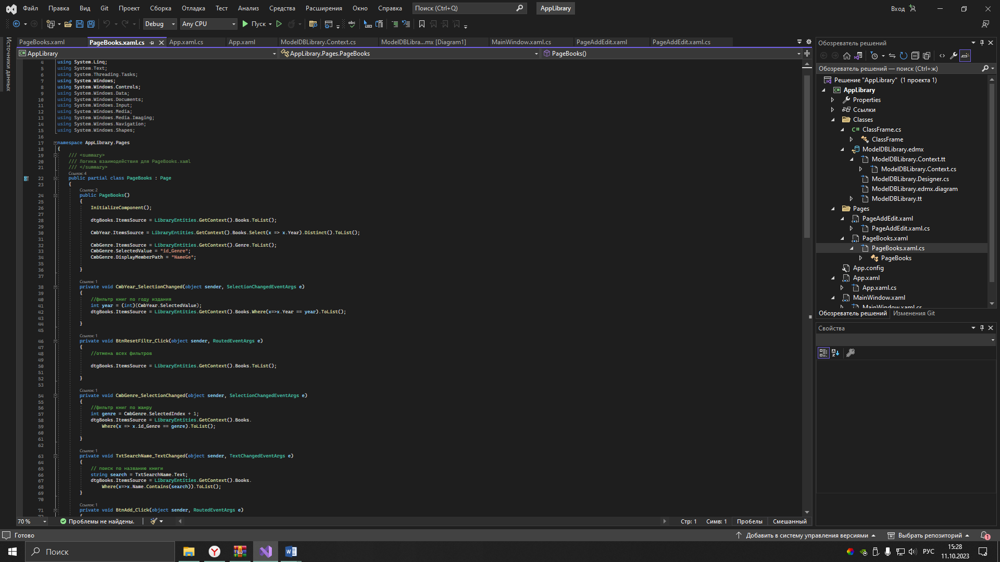 Файл Правка Вид Git Проект Сборка Отладка Тест Анализ Средства Расширения Окно Справка Поиск (Ctrl+Q) AppLibrary Вход
Debug Any CPU Пуск
Источники данных
PageBooks.xaml PageBooks.xaml.cs App.xaml.cs App.xaml ModelDBLibrary.Context.cs ModelDBLibra...mx [Diagram1] MainWindow.xaml.cs PageAddEdit.xaml PageAddEdit.xaml.cs
AppLibrary AppLibrary.Pages.PageBooks PageBooks()
4 using System.Linq;
5 using System.Text;
6 using System.Threading.Tasks;
7 using System.Windows;
8 using System.Windows.Controls;
9 using System.Windows.Data;
10 using System.Windows.Documents;
11 using System.Windows.Input;
12 using System.Windows.Media;
13 using System.Windows.Media.Imaging;
14 using System.Windows.Navigation;
15 using System.Windows.Shapes;
16
17 namespace AppLibrary.Pages
18 {
19 /// <summary>
20 /// Логика взаимодействия для PageBooks.xaml
21 /// </summary>
Ссылок: 4
22 public partial class PageBooks : Page
23 {
Ссылок: 2
24 public PageBooks()
25 {
26 InitializeComponent();
27
28 dtgBooks.ItemsSource = LibraryEntities.GetContext().Books.ToList();
29
30 CmbYear.ItemsSource = LibraryEntities.GetContext().Books.Select(x => x.Year).Distinct().ToList();
31
32 CmbGenre.ItemsSource = LibraryEntities.GetContext().Genre.ToList();
33 CmbGenre.SelectedValue = "id_Genre";
34 CmbGenre.DisplayMemberPath = "NameGe";
35
36 }
37
Ссылок: 1
38 private void CmbYear_SelectionChanged(object sender, SelectionChangedEventArgs e)
39 {
40 //фильтр книг по году издания
41 int year = (int)(CmbYear.SelectedValue);
42 dtgBooks.ItemsSource = LibraryEntities.GetContext().Books.Where(x=>x.Year == year).ToList();
43
44 }
45
Ссылок: 1
46 private void BtnResetFiltr_Click(object sender, RoutedEventArgs e)
47 {
48 //отмена всех фильтров
49
50 dtgBooks.ItemsSource = LibraryEntities.GetContext().Books.ToList();
51
52 }
53
Ссылок: 1
54 private void CmbGenre_SelectionChanged(object sender, SelectionChangedEventArgs e)
55 {
56 //фильтр книг по жанру
57 int genre = CmbGenre.SelectedIndex + 1;
58 dtgBooks.ItemsSource = LibraryEntities.GetContext().Books.
59 Where(x => x.id_Genre == genre).ToList();
60
61 }
62
Ссылок: 1
63 private void TxtSearchName_TextChanged(object sender, TextChangedEventArgs e)
64 {
65 // поиск по названию книги
66 string search = TxtSearchName.Text;
67 dtgBooks.ItemsSource = LibraryEntities.GetContext().Books.
68 Where(x=>x.Name.Contains(search)).ToList();
69 }
70
Ссылок: 1
71 private void BtnAdd_Click(object sender, RoutedEventArgs e)
70 % Проблемы не найдены. Стр: 1 Симв: 1 Пробелы Смешанный
Обозреватель решений
Обозреватель решений — поиск (Ctrl+ж)
Решение "AppLibrary" (1 проекта 1)
AppLibrary
Properties
Ссылки
Classes
ClassFrame.cs
ClassFrame
ModelDBLibrary.edmx
ModelDBLibrary.Context.tt
ModelDBLibrary.Context.cs
ModelDBLibrary.Designer.cs
ModelDBLibrary.edmx.diagram
ModelDBLibrary.tt
Pages
PageAddEdit.xaml
PageAddEdit.xaml.cs
PageBooks.xaml
PageBooks.xaml.cs
PageBooks
App.config
App.xaml
App.xaml.cs
MainWindow.xaml
MainWindow.xaml.cs
Обозреватель решений Изменения Git
Свойства
Готово Добавить в систему управления версиями Выбрать репозиторий 1
Поиск РУС 15:28
11.10.2023